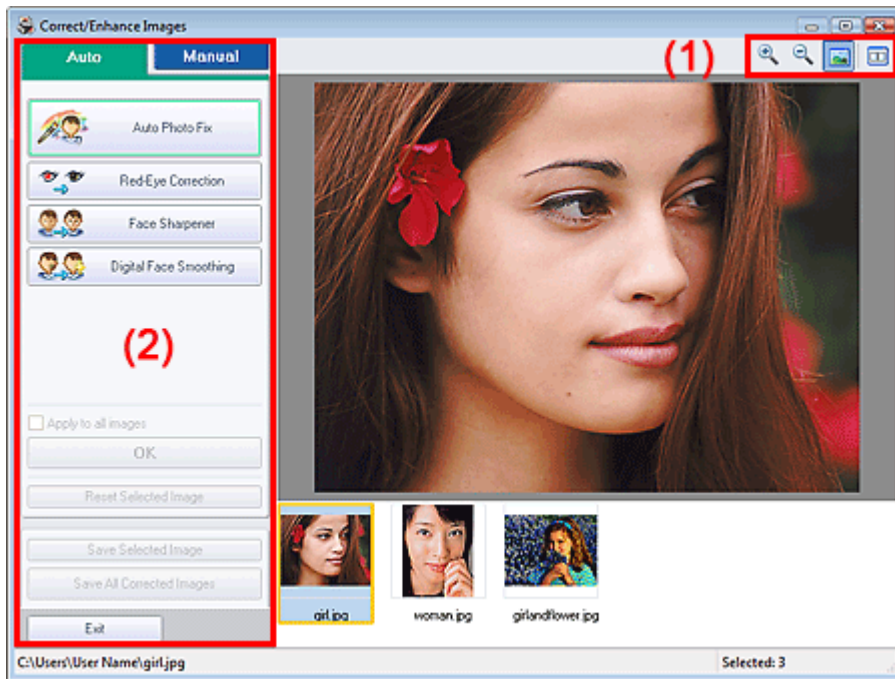 Correct/Enhance Images
Auto Manual
(1)
Auto Photo Fix
Red-Eye Correction
Face Sharpener
Digital Face Smoothing
(2)
Apply to all images
OK
Reset Selected Image
Save Selected Image
Save All Corrected Images
Exit
girl.jpg woman.jpg girlandflower.jpg
C:\Users\User Name\girl.jpg Selected: 3